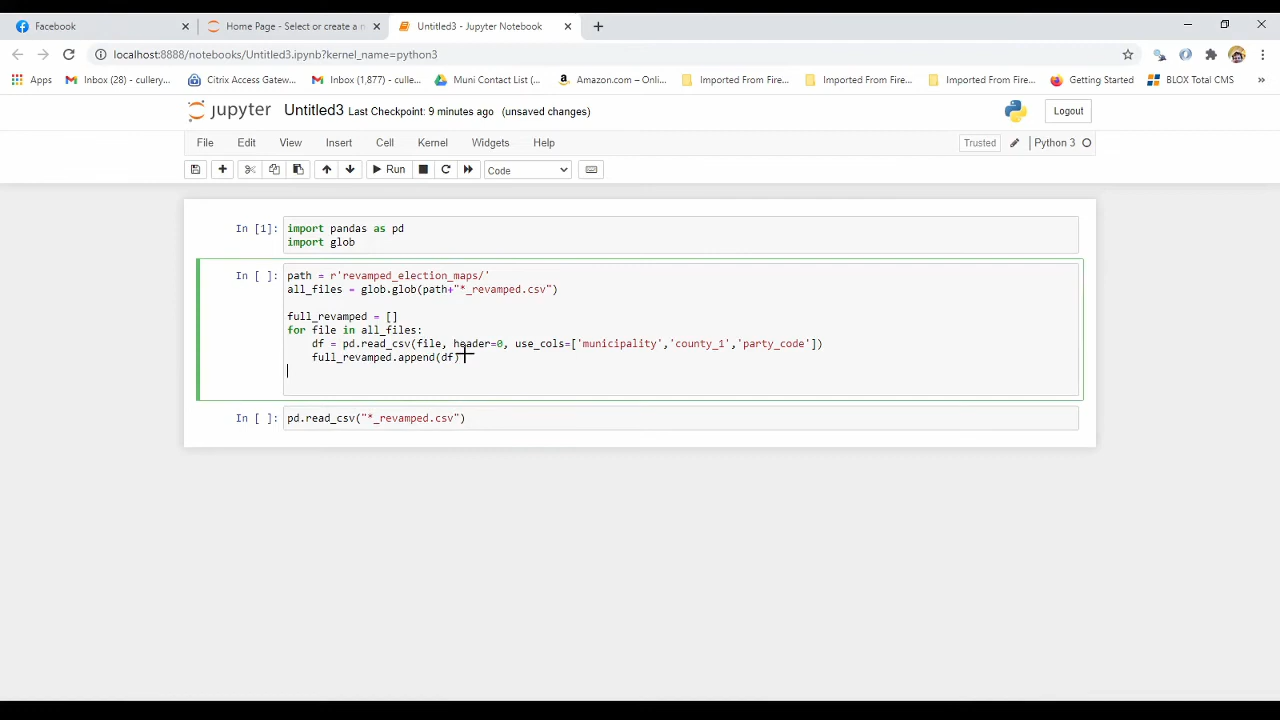 Facebook
Home Page - Select or create a n
Untitled3 - Jupyter Notebook
localhost:8888/notebooks/Untitled3.ipynb?kernel_name=python3
Apps
Inbox (28) - cullery...
Citrix Access Gatew...
Inbox (1,877) - culle...
Muni Contact List (...
Amazon.com – Onli...
Imported From Fire...
Imported From Fire...
Imported From Fire...
Getting Started
BLOX Total CMS
»
jupyter Untitled3 Last Checkpoint: 9 minutes ago (unsaved changes)
Logout
File Edit View Insert Cell Kernel Widgets Help
Trusted
Python 3
Run
Code
In [1]:
import pandas as pd
import glob
In [ ]:
path = r'revamped_election_maps/'
all_files = glob.glob(path+"*_revamped.csv")
full_revamped = []
for file in all_files:
df = pd.read_csv(file, header=0, use_cols=['municipality','county_1','party_code'])
full_revamped.append(df)
In [ ]:
pd.read_csv("*_revamped.csv")